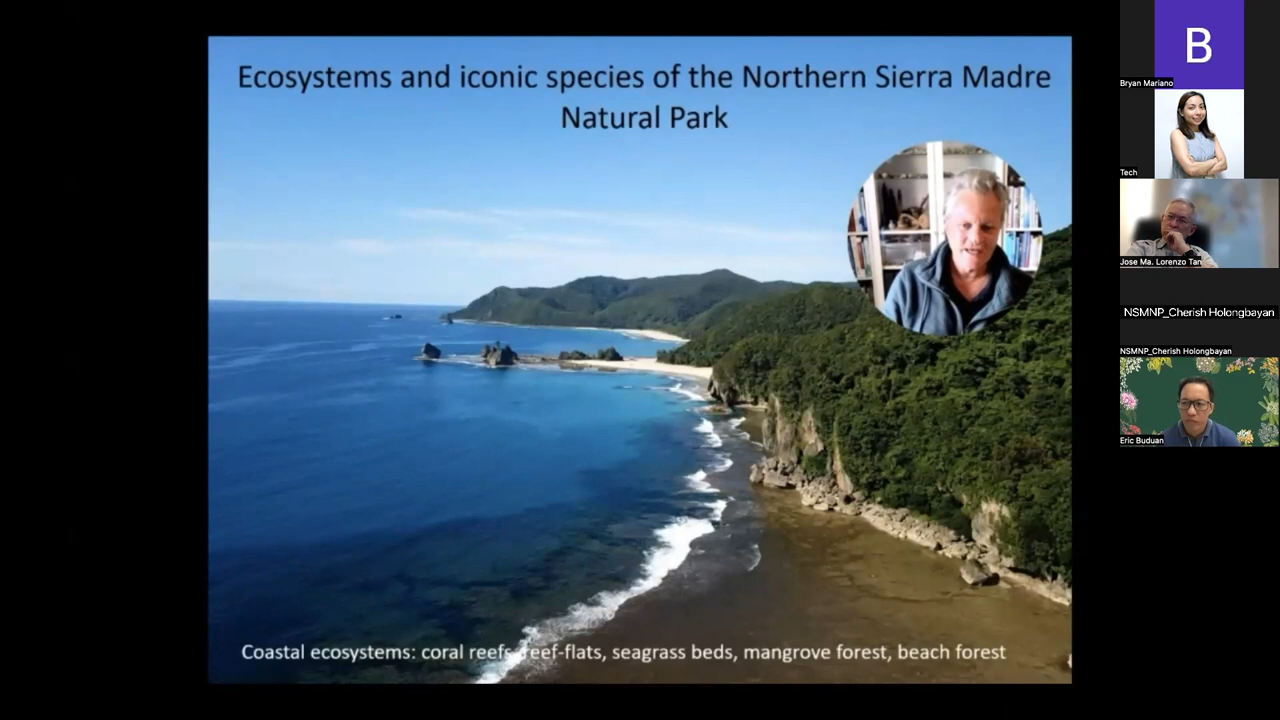 Ecosystems and iconic species of the Northern Sierra Madre
Natural Park
Coastal ecosystems: coral reefs, reef-flats, seagrass beds, mangrove forest, beach forest
B
Bryan Mariano
Tech
Jose Ma. Lorenzo Tan
NSMNP_Cherish Holongbayan
NSMNP_Cherish Holongbayan
Eric Buduan